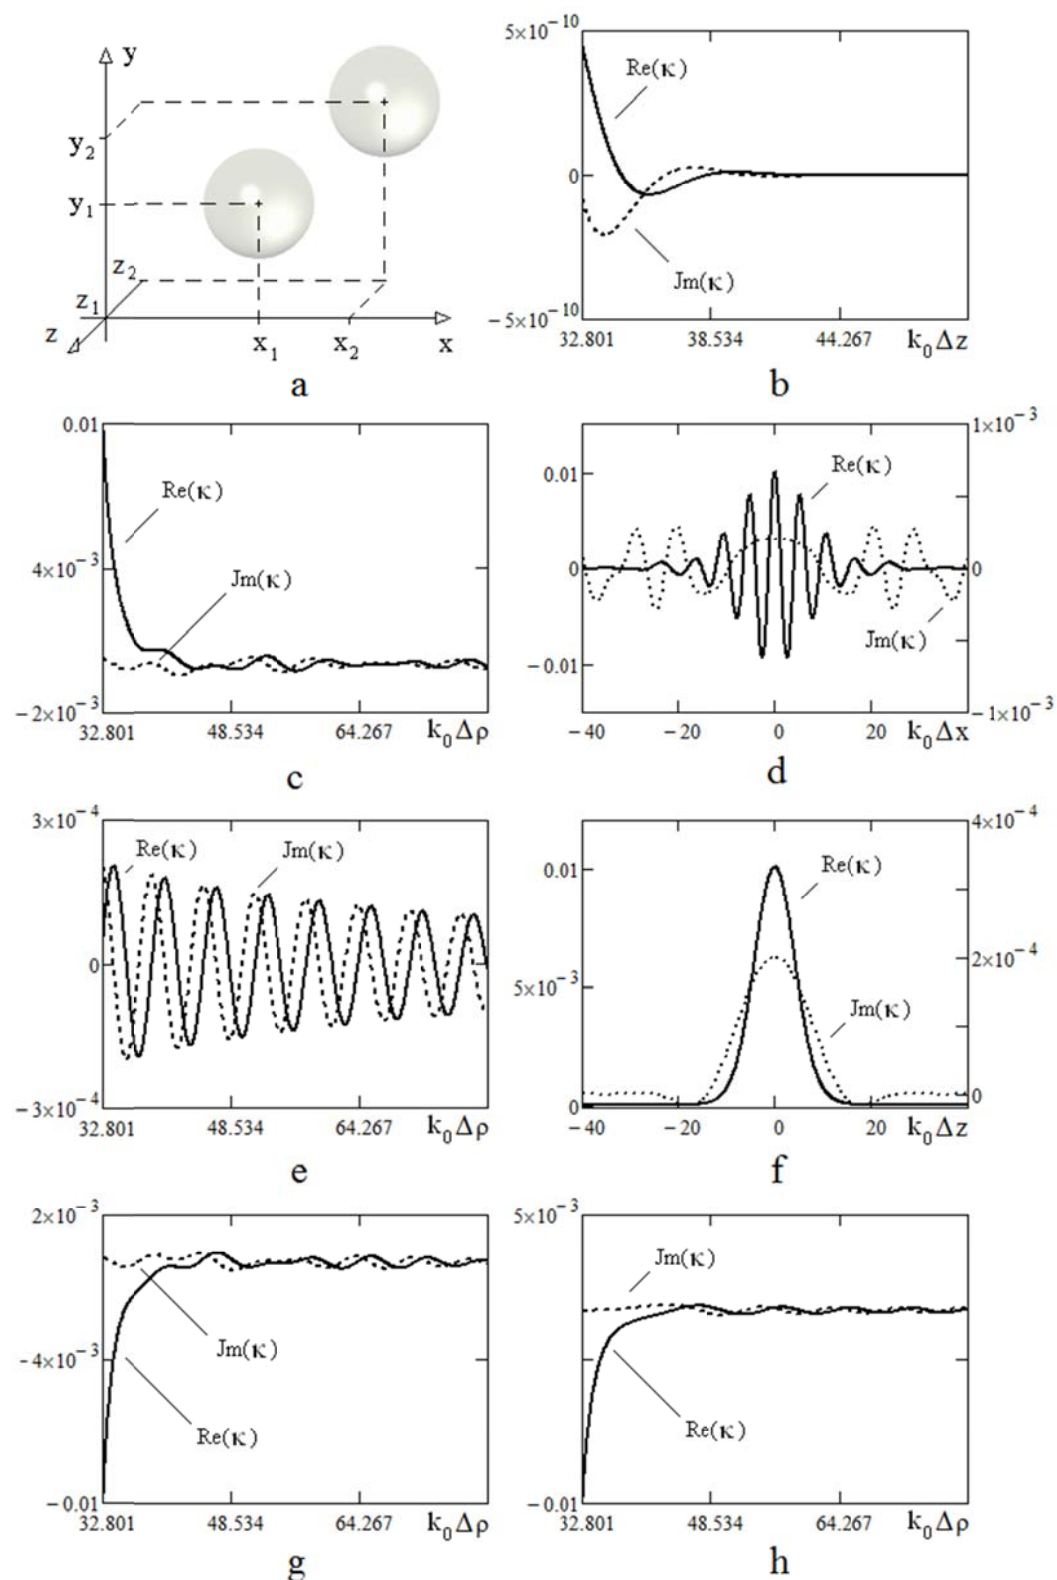 y
y₂
y₁
z₂
z₁
z
x₁
x₂
x
a
5×10⁻¹⁰
Re(κ)
0
Jm(κ)
−5×10⁻¹⁰
32.801
38.534
44.267
k₀Δz
b
0.01
Re(κ)
4×10⁻³
Jm(κ)
−2×10⁻³
32.801
48.534
64.267
k₀Δρ
c
1×10⁻³
0.01
Re(κ)
0
0
Jm(κ)
−0.01
−1×10⁻³
−40
−20
0
20
k₀Δx
d
3×10⁻⁴
Re(κ)
Jm(κ)
0
−3×10⁻⁴
32.801
48.534
64.267
k₀Δρ
e
4×10⁻⁴
0.01
Re(κ)
2×10⁻⁴
5×10⁻³
Jm(κ)
0
0
−40
−20
0
20
k₀Δz
f
2×10⁻³
Jm(κ)
-4×10⁻³
Re(κ)
−0.01
32.801
48.534
64.267
k₀Δρ
g
5×10⁻³
Jm(κ)
Re(κ)
−0.01
32.801
48.534
64.267
k₀Δρ
h